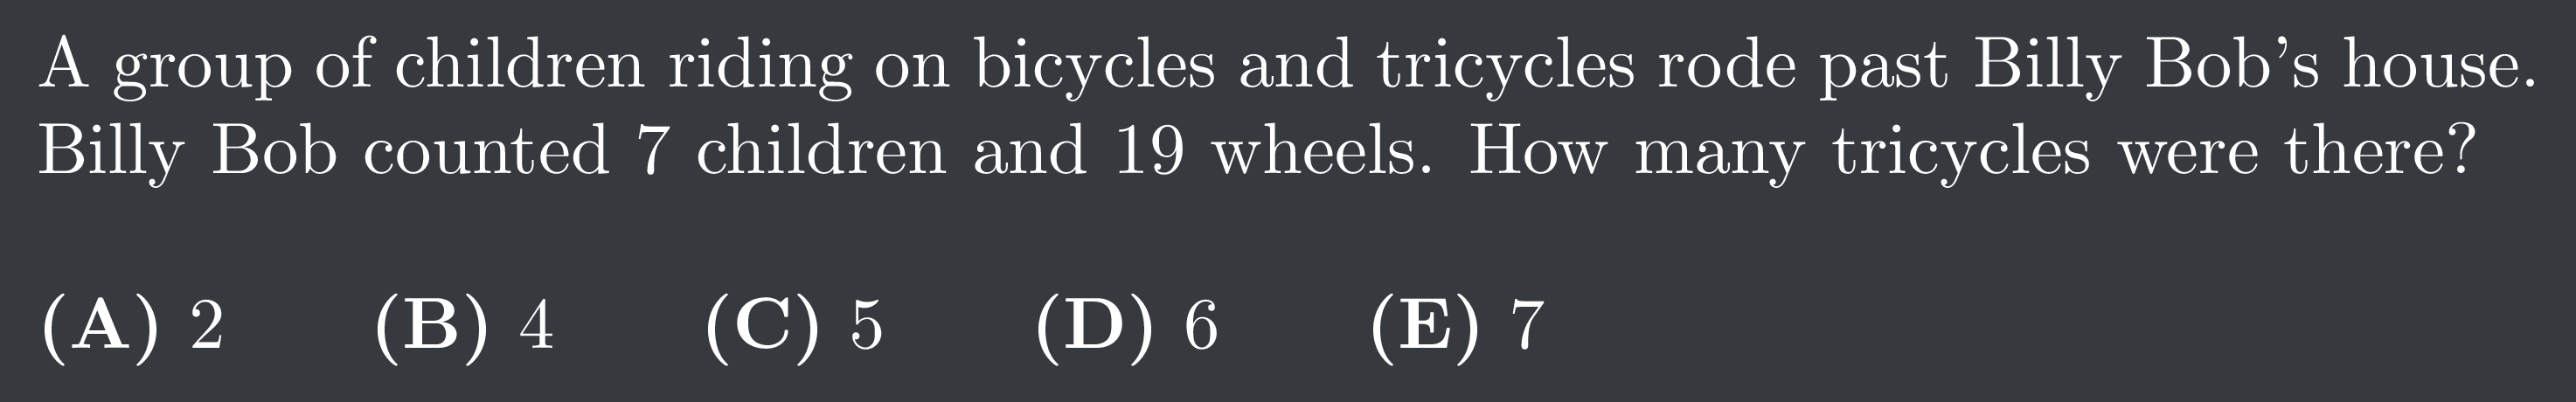 A group of children riding on bicycles and tricycles rode past Billy Bob's house.
Billy Bob counted 7 children and 19 wheels. How many tricycles were there?
(A) 2 (B) 4 (C) 5 (D) 6 (E) 7